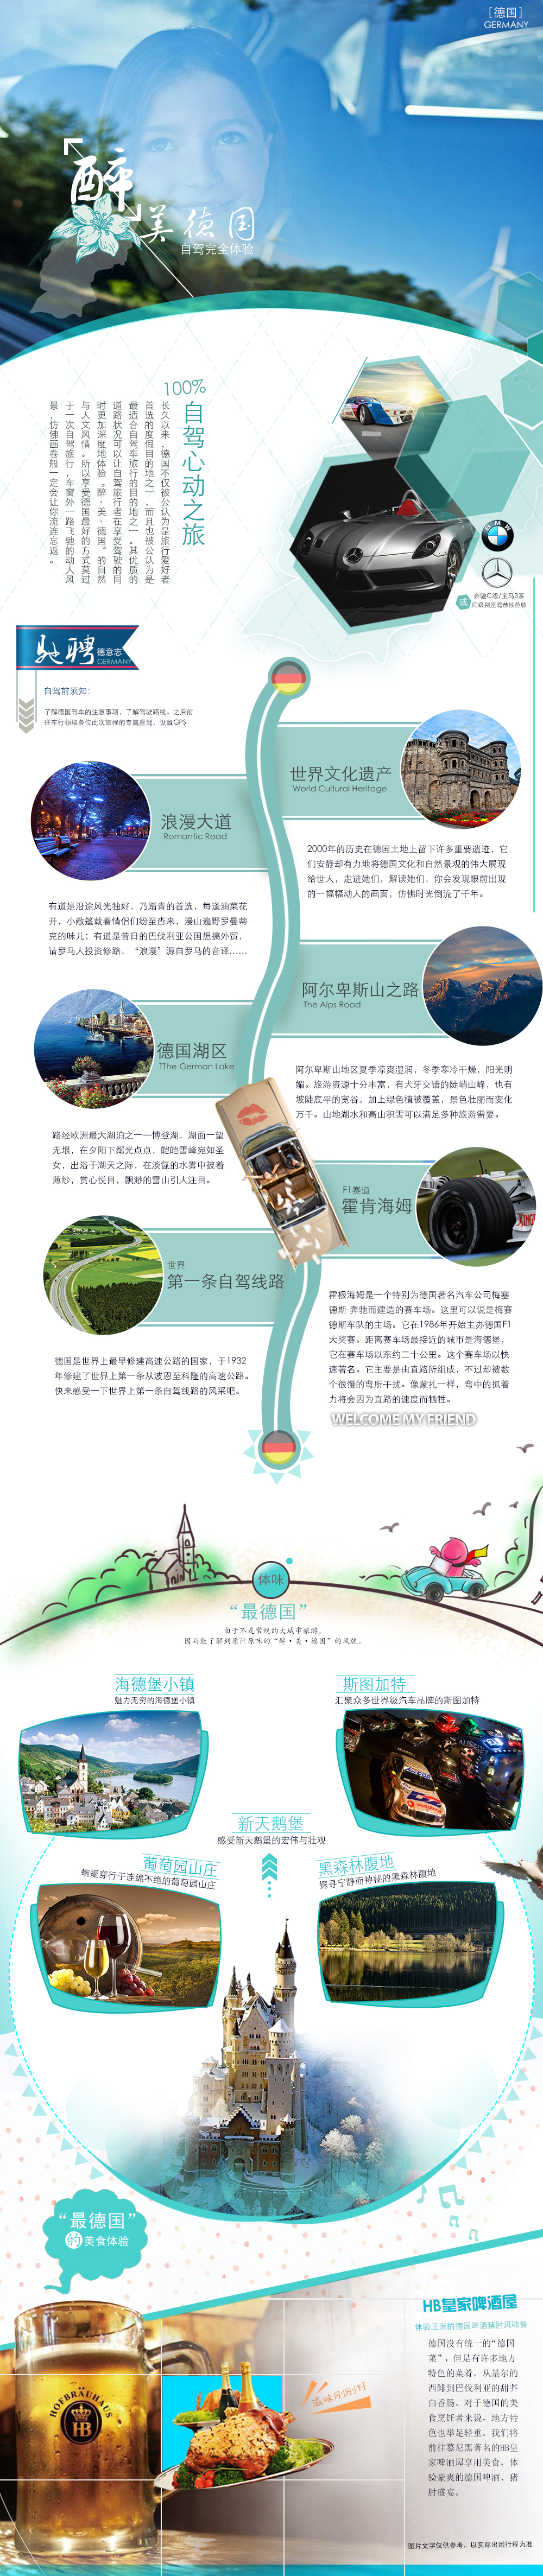 ［德国］
GERMANY
「醉」
美德国
自驾完全体验
100%
自驾心动之旅
长久以来，德国不仅被公认为是旅行爱好者
首选的度假目的地之一，而且也被公认为是
最适合自驾车旅行的目的地之一。其优质的
道路状况可以让自驾旅行者在享受驾驶的同
时更加深度地体验。醉·美·德国。的自然
与人文风情。所以享受德国最好的方式莫过
于一次自驾旅行，车窗外一路飞驰的动人风
景，仿佛画卷般一定会让你流连忘返。
BMW
或
奔驰C级/宝马3系
同级别座驾恭候莅临
驰骋
德意志
GERMANY
自驾前须知：
了解德国驾车的注意事项，了解驾驶路线。之后前
往车行领取各位此次旅程的专属座驾，设置GPS
世界文化遗产
World Cultural Heritage
浪漫大道
Romantic Road
2000年的历史在德国土地上留下许多重要遗迹，它
们安静却有力地将德国文化和自然景观的伟大展现
给世人，走进她们，解读她们，你会发现眼前出现
的一幅幅动人的画面，仿佛时光倒流了千年。
有道是沿途风光独好，乃踏青的首选，每逢油菜花
开，小敞篷载着情侣们纷至沓来，漫山遍野罗曼蒂
克的味儿；有道是昔日的巴伐利亚公国想搞外贸，
请罗马人投资修路，“浪漫”源自罗马的音译……
阿尔卑斯山之路
The Alps Road
德国湖区
TThe German Lake
阿尔卑斯山地区夏季凉爽湿润，冬季寒冷干燥，阳光明
媚。旅游资源十分丰富，有犬牙交错的陡峭山峰，也有
坡陡底平的宽谷，加上绿色植被覆盖，景色壮丽而变化
万千。山地湖水和高山积雪可以满足多种旅游需要。
路经欧洲最大湖泊之一—博登湖，湖面一望
无垠，在夕阳下粼光点点，皑皑雪峰宛如圣
女，出浴于湖天之际，在淡氤的水雾中披着
薄纱，赏心悦目，飘渺的雪山引人注目。
F1赛道
霍肯海姆
世界
第一条自驾线路
霍根海姆是一个特别为德国著名汽车公司梅塞
德斯-奔驰而建造的赛车场。这里可以说是梅赛
德斯车队的主场。它在1986年开始主办德国F1
大奖赛。距离赛车场最接近的城市是海德堡，
它在赛车场以东约二十公里。这个赛车场以快
速著名。它主要是由直路所组成，不过却被数
个很慢的弯所干扰。像蒙扎一样，弯中的抓着
力将会因为直路的速度而牺牲。
德国是世界上最早修建高速公路的国家，于1932
年修建了世界上第一条从波恩至科隆的高速公路。
快来感受一下世界上第一条自驾线路的风采吧。
WELCOME MY FRIEND
体味
“最德国”
由于不是常规的大城市旅游，
因而能了解到原汁原味的“醉·美·德国”的风貌。
海德堡小镇
魅力无穷的海德堡小镇
斯图加特
汇聚众多世界级汽车品牌的斯图加特
新天鹅堡
感受新天鹅堡的宏伟与壮观
葡萄园山庄
蜿蜒穿行于连绵不绝的葡萄园山庄
黑森林腹地
探寻宁静而神秘的黑森林腹地
“最德国”
的美食体验
HOFBRÄUHAUS
HB
滋味刚刚好
HB皇家啤酒屋
体验正宗的德国啤酒猪肘风味餐
德国没有统一的“德国
菜”，但是有许多地方
特色的菜肴，从基尔的
西鲱到巴伐利亚的甜芥
白香肠。对于德国的美
食烹饪者来说，地方特
色也举足轻重。我们将
前往慕尼黑著名的HB皇
家啤酒屋享用美食，体
验豪爽的德国啤酒、猪
肘盛宴。
图片文字仅供参考，以实际出团行程为准